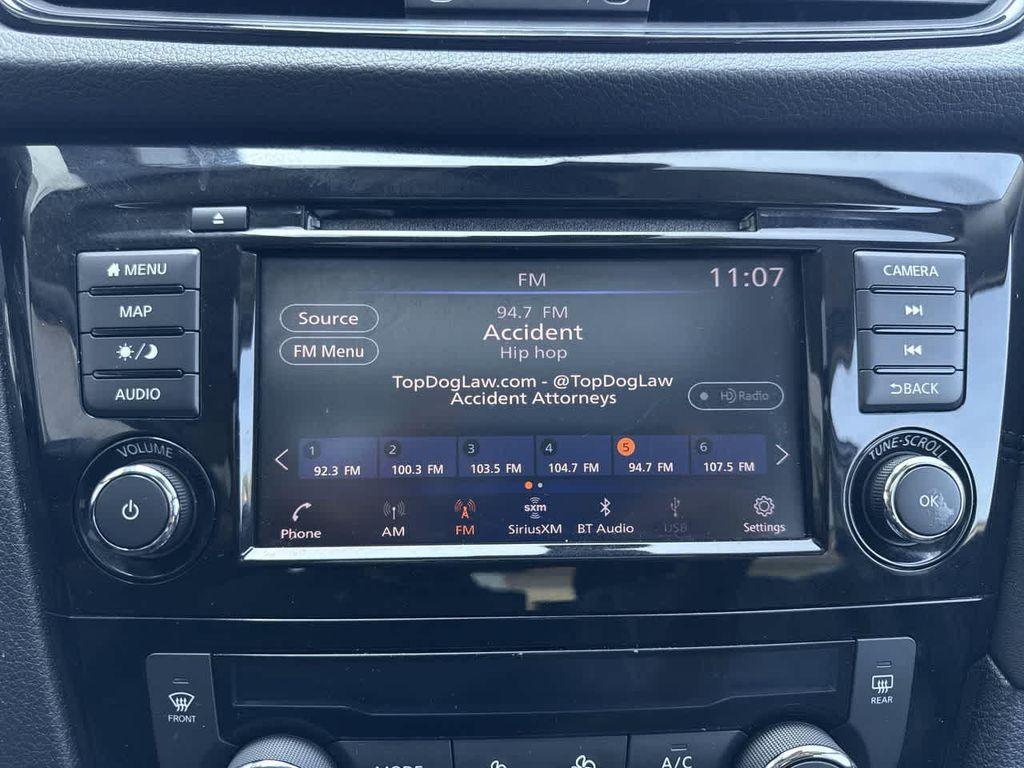 FM
11:07
MENU
MAP
AUDIO
VOLUME
Source
FM Menu
94.7 FM
Accident
Hip hop
TopDogLaw.com - @TopDogLaw
Accident Attorneys
HD Radio
1
92.3 FM
2
100.3 FM
3
103.5 FM
4
104.7 FM
5
94.7 FM
6
107.5 FM
Phone
AM
FM
sxm
SiriusXM
BT Audio
USB
Settings
CAMERA
BACK
TUNE·SCROLL
OK
FRONT
REAR
MODE
A/C